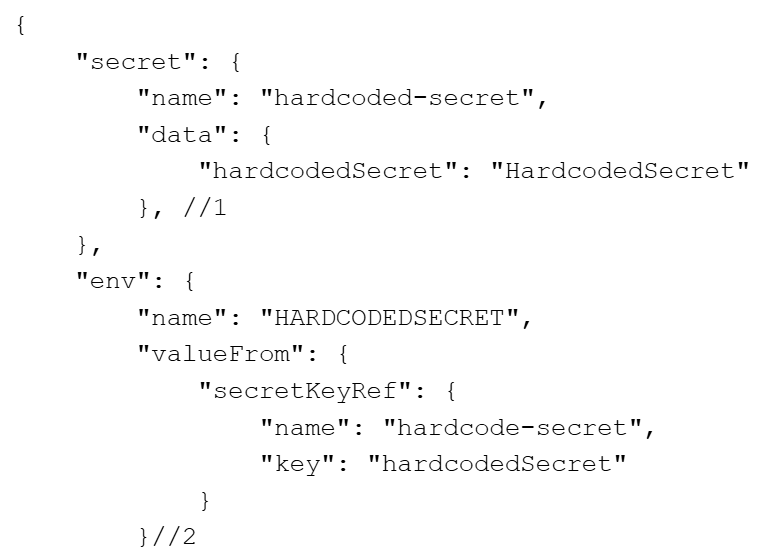 {
    "secret": {
        "name": "hardcoded-secret",
        "data": {
            "hardcodedSecret": "HardcodedSecret"
        }, //1
    },
    "env": {
        "name": "HARDCODEDSECRET",
        "valueFrom": {
            "secretKeyRef": {
                "name": "hardcode-secret",
                "key": "hardcodedSecret"
            }
        }//2